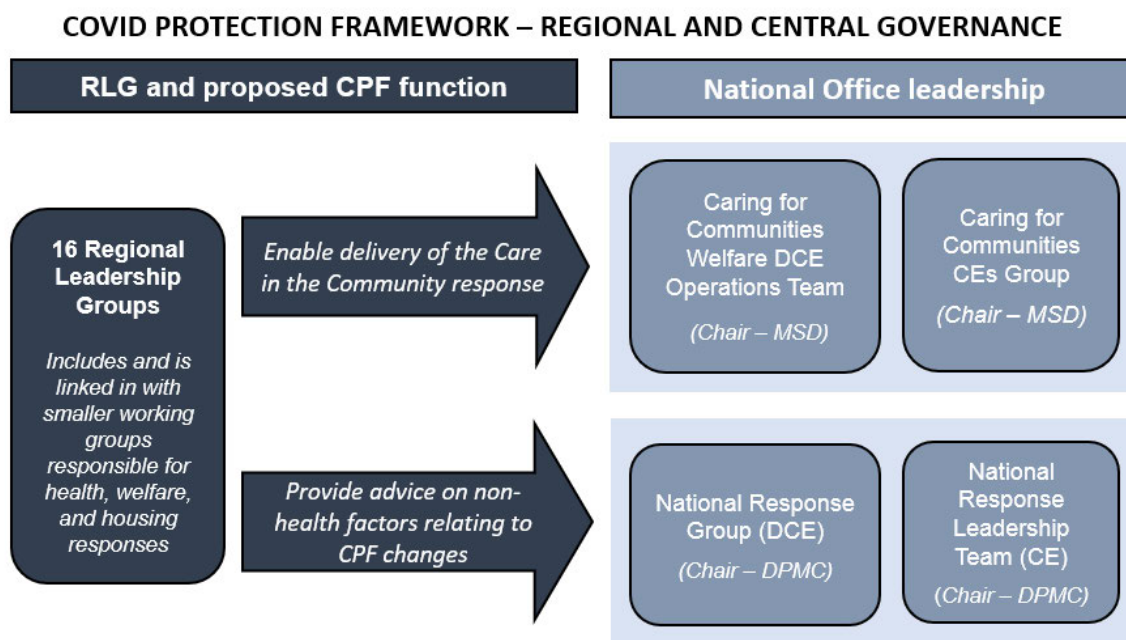 COVID PROTECTION FRAMEWORK – REGIONAL AND CENTRAL GOVERNANCE
RLG and proposed CPF function
National Office leadership
16 Regional
Leadership
Groups
Includes and is
linked in with
smaller working
groups
responsible for
health, welfare,
and housing
responses
Enable delivery of the Care
in the Community response
Caring for
Communities
Welfare DCE
Operations Team
(Chair – MSD)
Caring for
Communities
CEs Group
(Chair – MSD)
Provide advice on non-
health factors relating to
CPF changes
National Response
Group (DCE)
(Chair – DPMC)
National
Response
Leadership
Team (CE)
(Chair – DPMC)